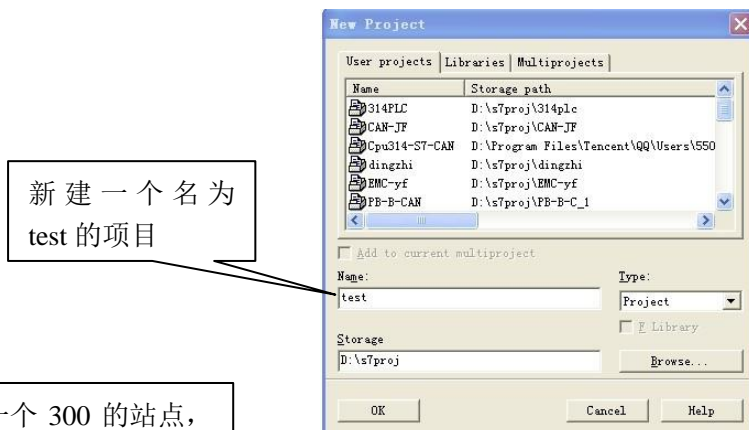 New Project
User projects Libraries Multiprojects
Name Storage path
314PLC D:\s7proj\314plc
CAN-JF D:\s7proj\CAN-JF
Cpu314-S7-CAN D:\Program Files\Tencent\QQ\Users\550
dingzhi D:\s7proj\dingzhi
EMC-yf D:\s7proj\EMC-yf
PB-B-CAN D:\s7proj\PB-B-C_1
Add to current multiproject
新建一个名为
test 的项目
Name:
Type:
test
Project
F Library
Storage
D:\s7proj
Browse...
OK Cancel Help
一个 300 的站点，